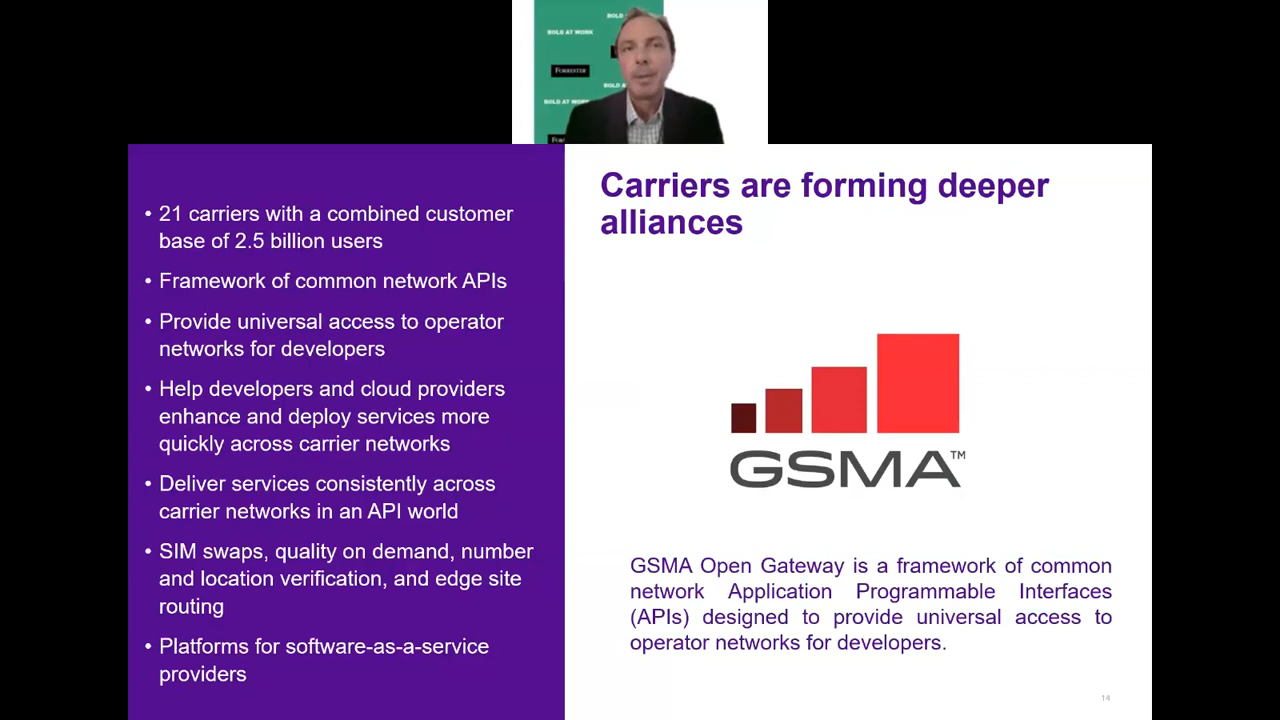 BOLD
BOLD AT WORK
FORRESTER
BOLD A
BOLD AT WORK
Carriers are forming deeper
alliances
• 21 carriers with a combined customer
base of 2.5 billion users
• Framework of common network APIs
• Provide universal access to operator
networks for developers
• Help developers and cloud providers
enhance and deploy services more
quickly across carrier networks
• Deliver services consistently across
carrier networks in an API world
• SIM swaps, quality on demand, number
and location verification, and edge site
routing
• Platforms for software-as-a-service
providers
GSMA™
GSMA Open Gateway is a framework of common
network Application Programmable Interfaces
(APIs) designed to provide universal access to
operator networks for developers.
14